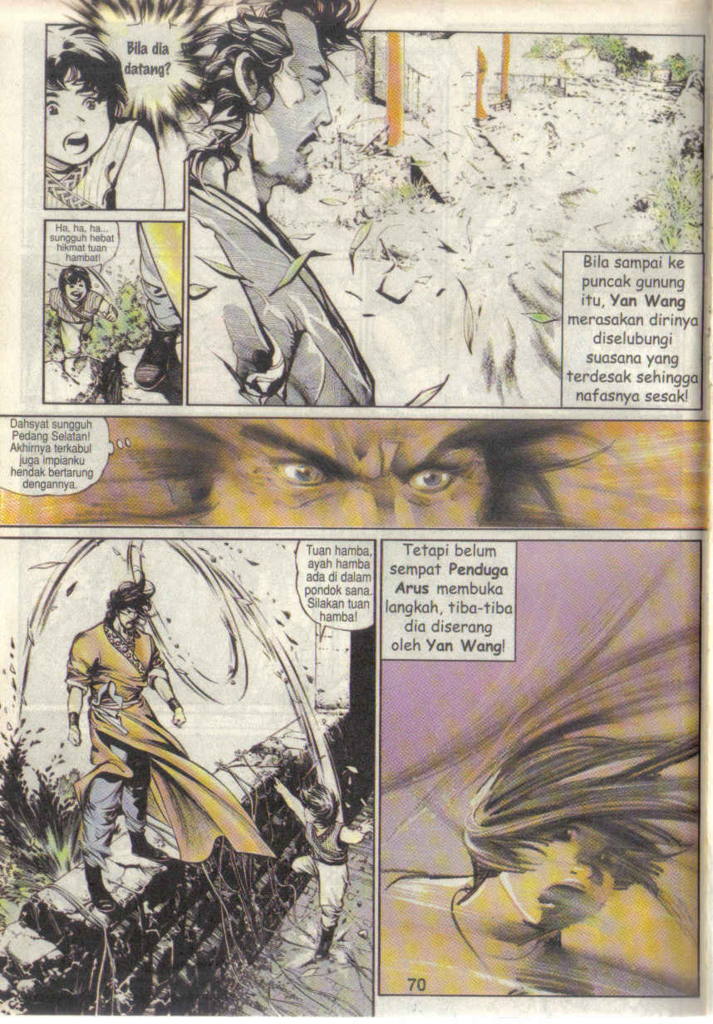 Bila dia
datang?
Ha, ha, ha...
sungguh hebat
hikmat tuan
hambat!
Bila sampai ke
puncak gunung
itu, Yan Wang
merasakan dirinya
diselubungi
suasana yang
terdesak sehingga
nafasnya sesak!
Dahsyat sungguh
Pedang Selatan!
Akhirnya terkabul
juga impianku
hendak bertarung
dengannya.
Tuan hamba,
ayah hamba
ada di dalam
pondok sana.
Silakan tuan
hamba!
Tetapi belum
sempat Penduga
Arus membuka
langkah, tiba-tiba
dia diserang
oleh Yan Wang!
70